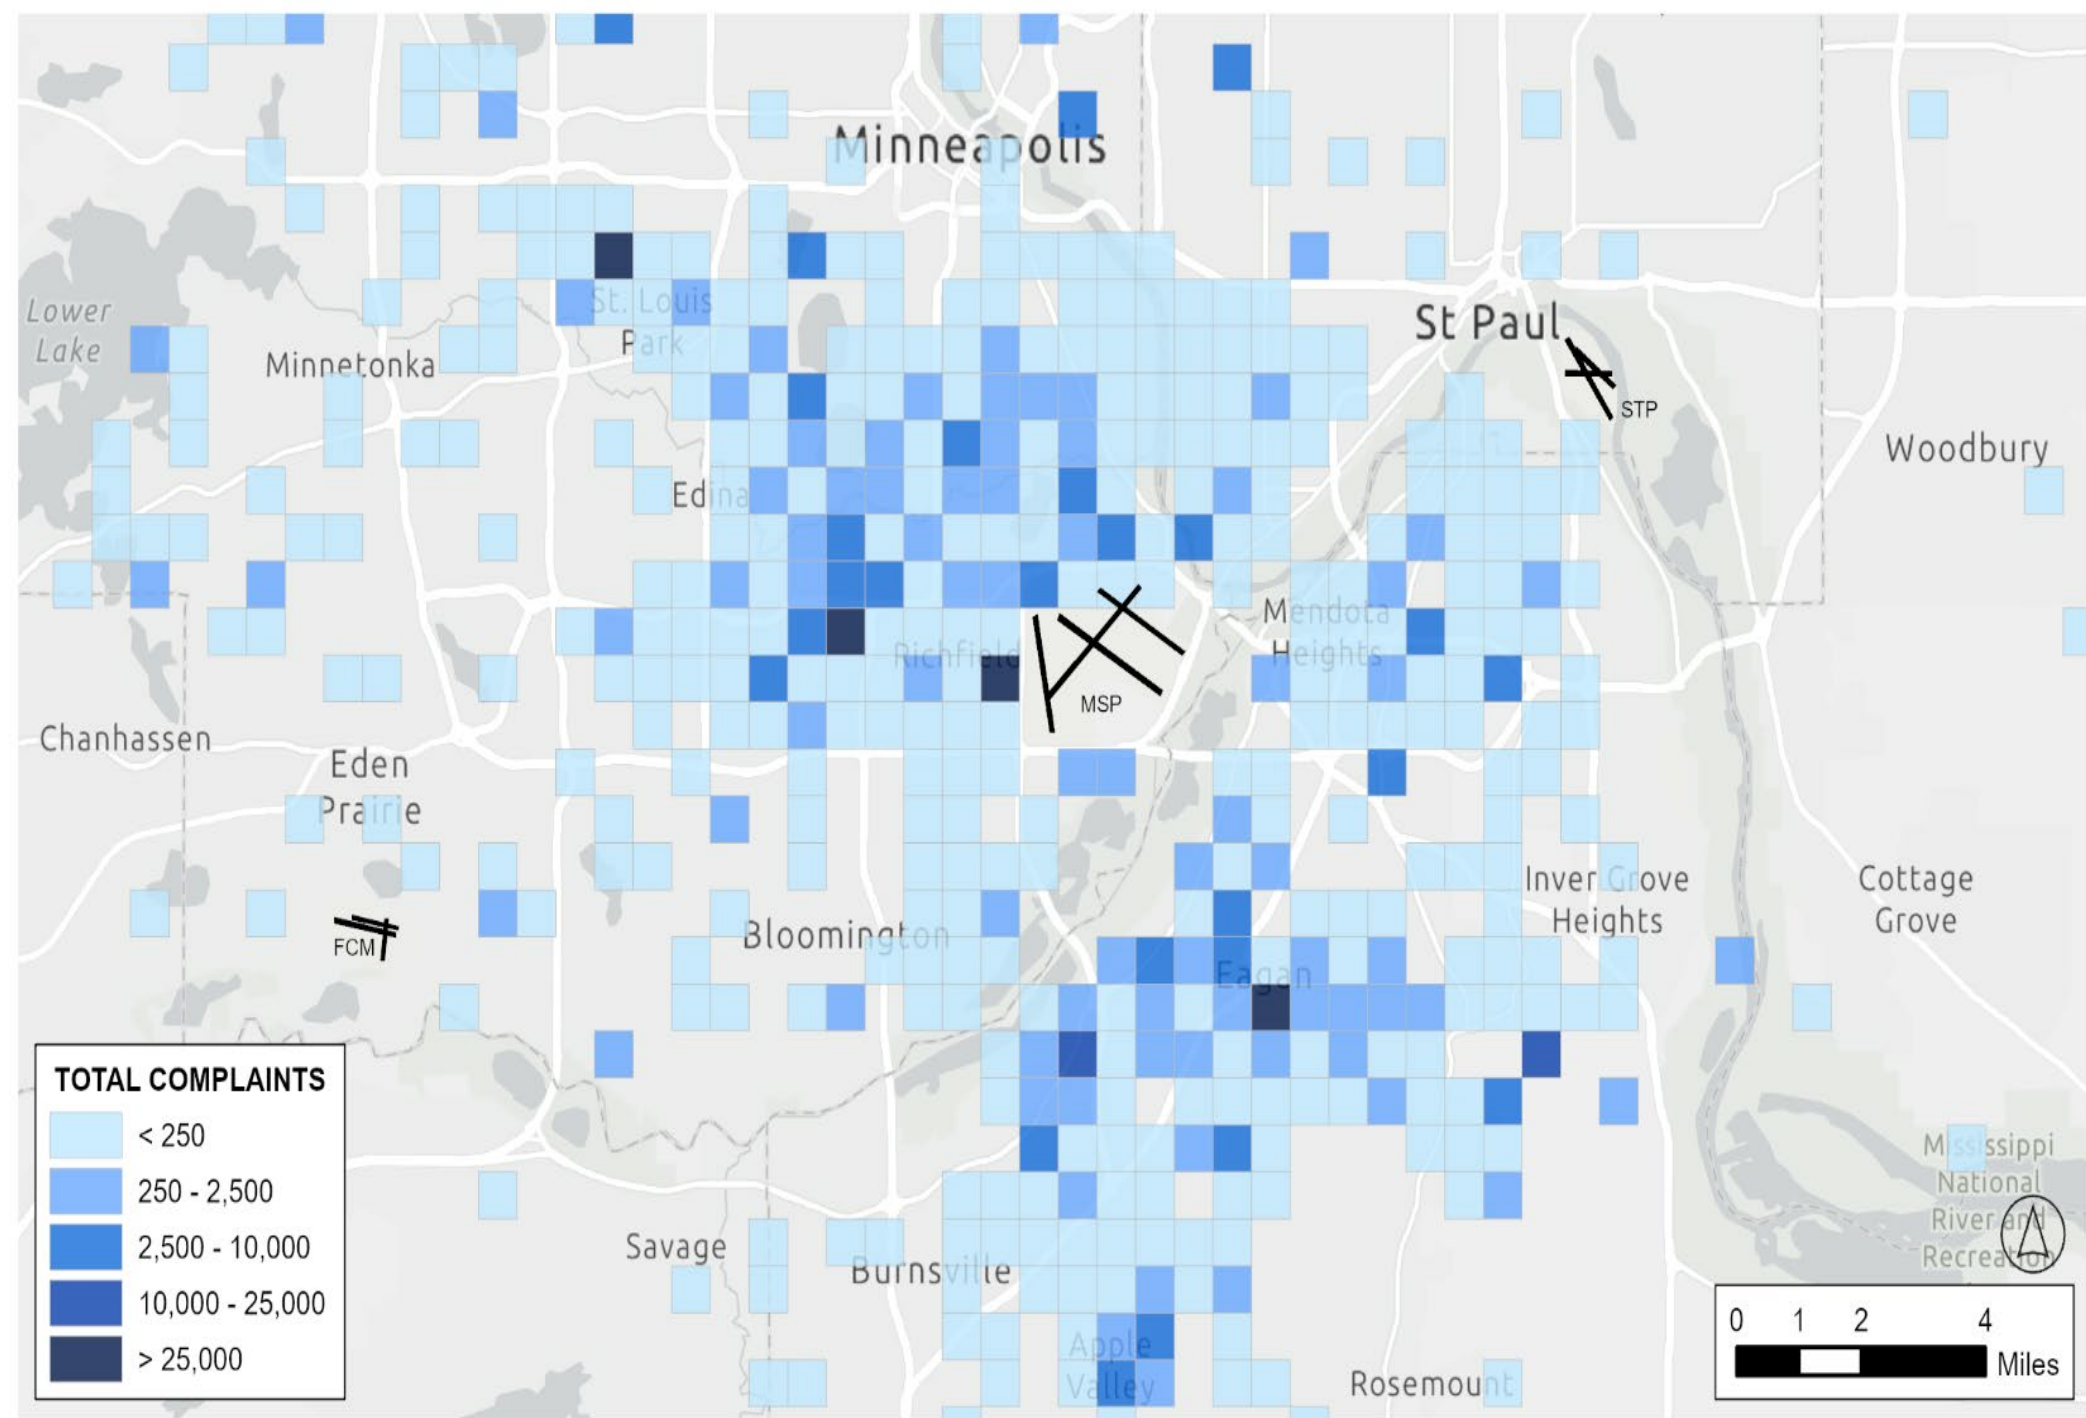 Minneapolis
Lower
Lake
St. Louis
Park
Minnetonka
St Paul
STP
Woodbury
Edina
Mendota
Heights
Richfield
MSP
Chanhassen
Eden
Prairie
Inver Grove
Heights
Cottage
Grove
FCM
Bloomington
Eagan
TOTAL COMPLAINTS
< 250
250 - 2,500
2,500 - 10,000
10,000 - 25,000
> 25,000
Mississippi
National
River and
Recreation
Savage
Burnsville
Apple
Valley
Rosemount
0 1 2 4
Miles